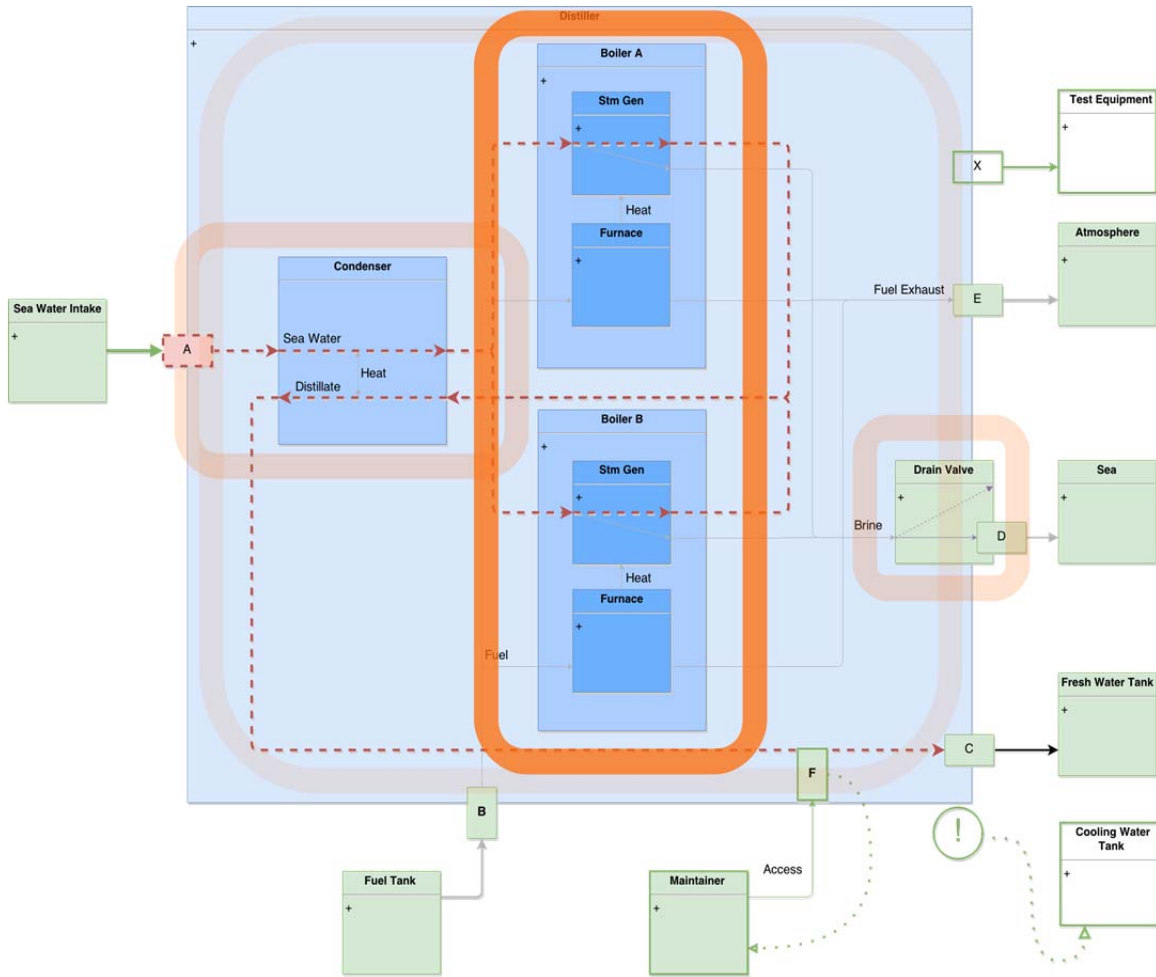 Distiller
+
Boiler A
+
Stm Gen
+
Heat
Furnace
+
Test Equipment
+
X
Atmosphere
+
Fuel Exhaust
E
Condenser
Sea Water Intake
+
A
Sea Water
Heat
Distillate
Boiler B
+
Stm Gen
+
Heat
Furnace
+
Fuel
Drain Valve
+
Brine
D
Sea
+
Fresh Water Tank
+
C
F
B
!
Cooling Water
Tank
+
Access
Fuel Tank
+
Maintainer
+